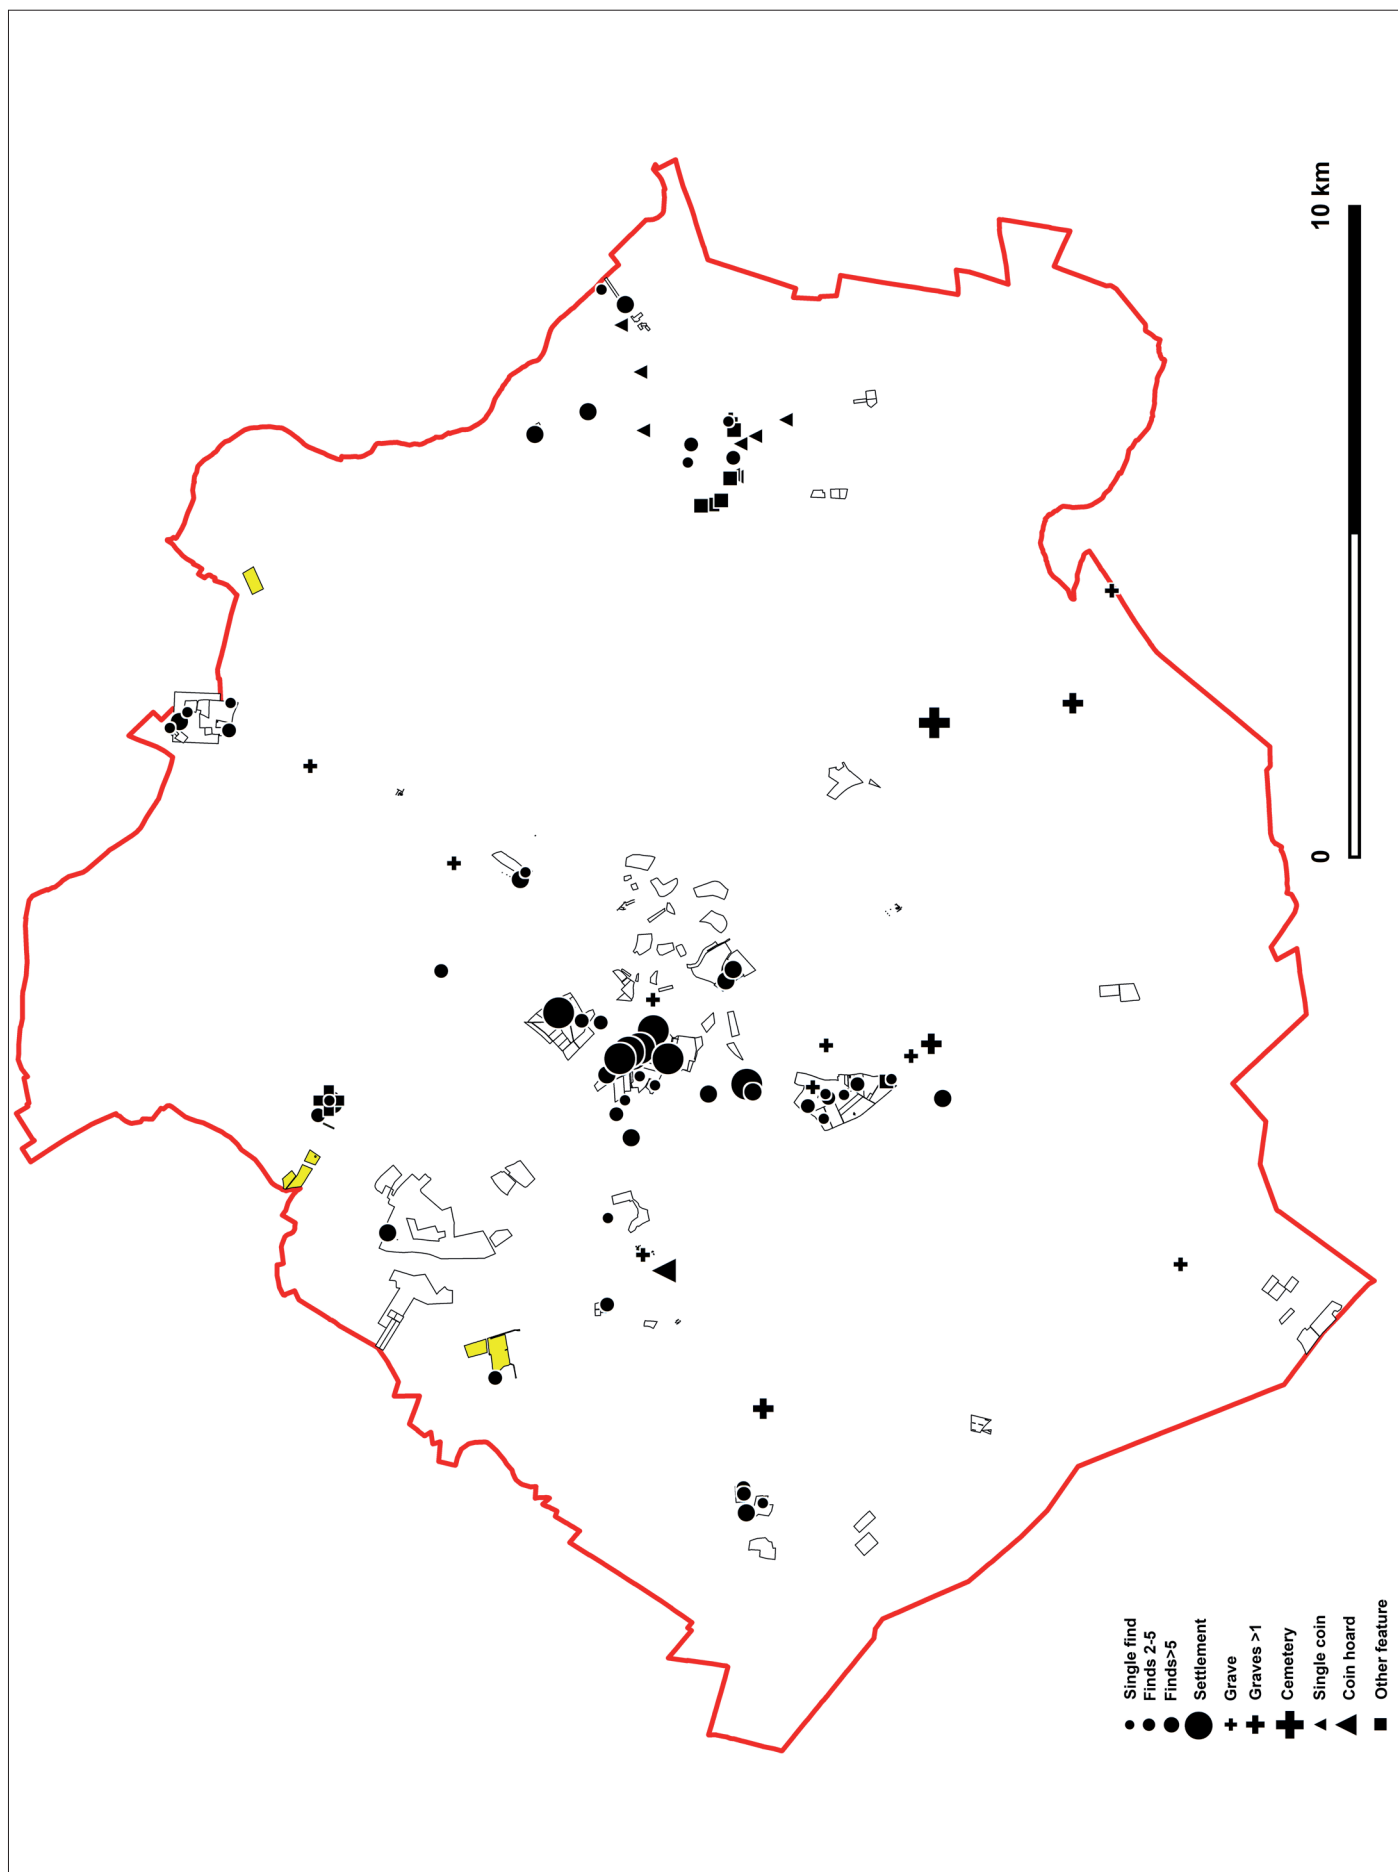 10 km
0
Single find
Finds 2-5
Finds>5
Settlement
Grave
Graves >1
Cemetery
Single coin
Coin hoard
Other feature